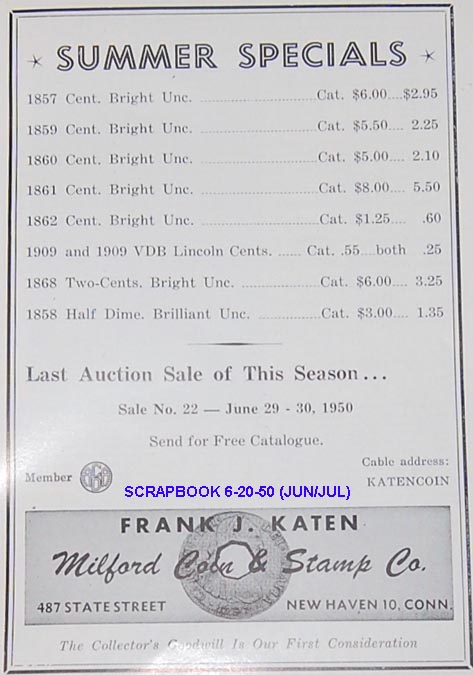 ★ SUMMER SPECIALS ★
1857 Cent. Bright Unc. ....................Cat. $6.00....$2.95
1859 Cent. Bright Unc. ....................Cat. $5.50.... 2.25
1860 Cent. Bright Unc. ....................Cat. $5.00.... 2.10
1861 Cent. Bright Unc. ....................Cat. $8.00.... 5.50
1862 Cent. Bright Unc. ....................Cat. $1.25.... .60
1909 and 1909 VDB Lincoln Cents. ...... Cat. .55....both .25
1868 Two-Cents. Bright Unc. ..............Cat. $6.00.... 3.25
1858 Half Dime. Brilliant Unc. ............Cat. $3.00.... 1.35
Last Auction Sale of This Season...
Sale No. 22 — June 29 - 30, 1950
Send for Free Catalogue.
Cable address:
Member KATENCOIN
SCRAPBOOK 6-20-50 (JUN/JUL)
FRANK J. KATEN
Milford Coin & Stamp Co.
487 STATE STREET NEW HAVEN 10, CONN.
The Collector's Goodwill Is Our First Consideration